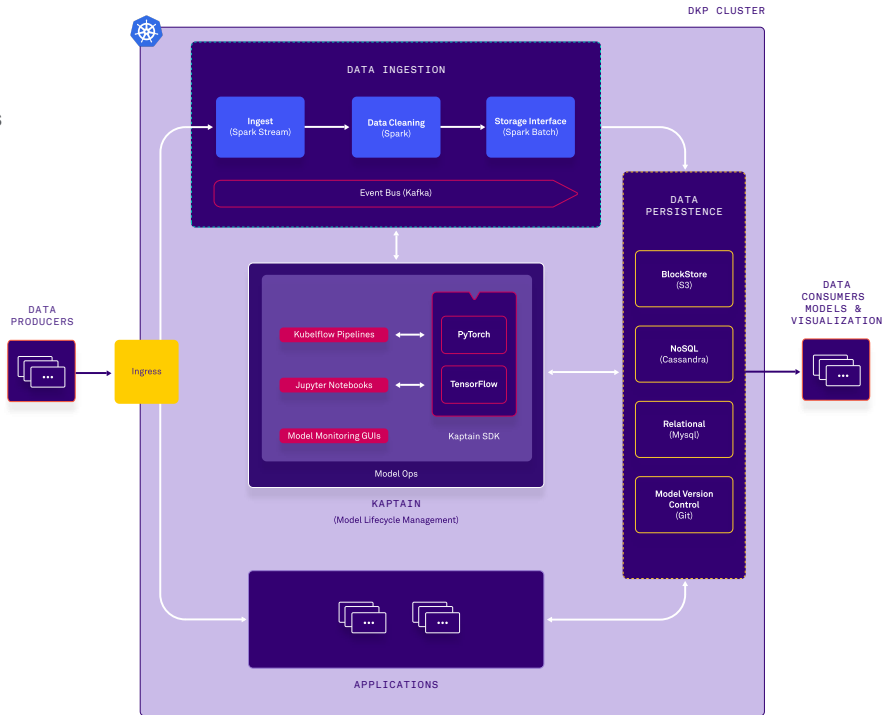 DKP CLUSTER
S
DATA INGESTION
Ingest
(Spark Stream)
Data Cleaning
(Spark)
Storage Interface
(Spark Batch)
Event Bus (Kafka)
DATA
PERSISTENCE
BlockStore
(S3)
NoSQL
(Cassandra)
Relational
(Mysql)
Model Version
Control
(Git)
DATA
PRODUCERS
Ingress
Kubelflow Pipelines
Jupyter Notebooks
Model Monitoring GUIs
PyTorch
TensorFlow
Kaptain SDK
Model Ops
KAPTAIN
(Model Lifecycle Management)
DATA
CONSUMERS
MODELS &
VISUALIZATION
APPLICATIONS